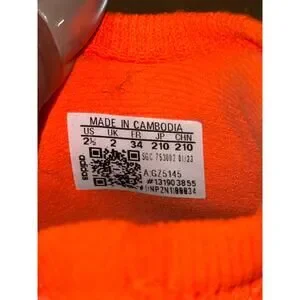 MADE IN CAMBODIA
US UK FR JP CHN
2½ 2 34 210 210
adidas
SGC 753002 01/23
A:GZ5145
#131903855